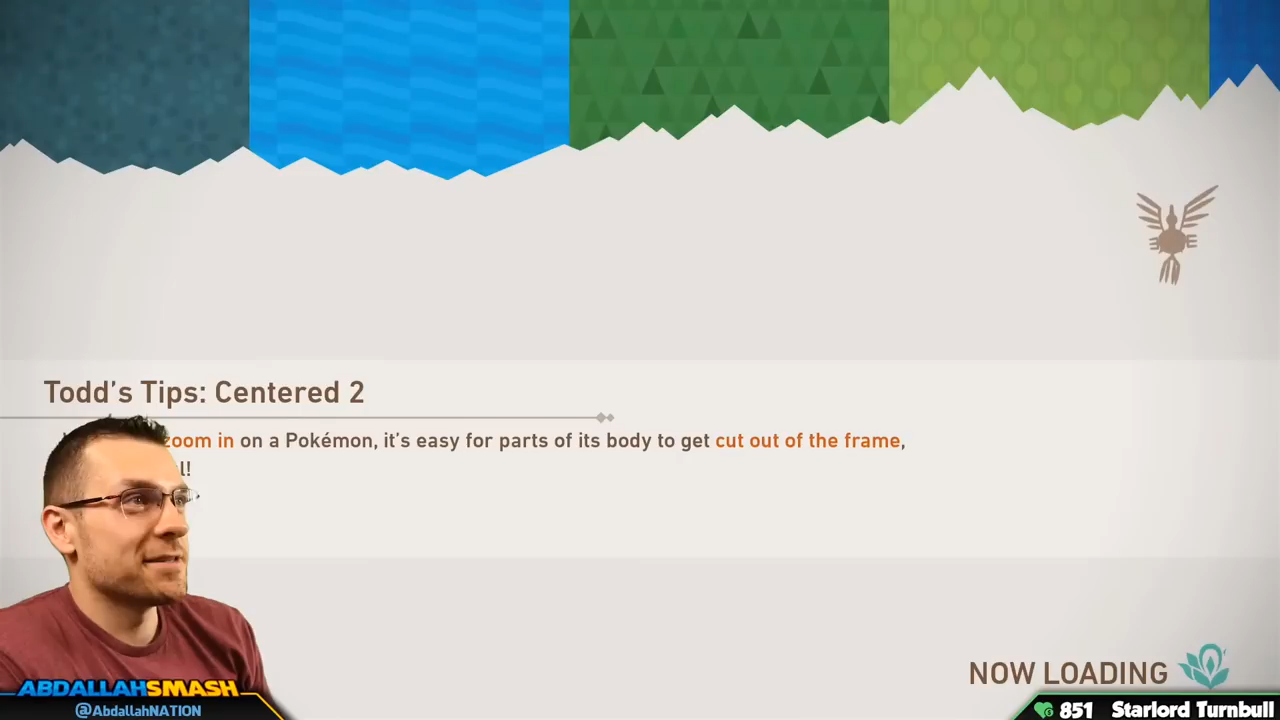 Todd's Tips: Centered 2
zoom in on a Pokémon, it's easy for parts of its body to get cut out of the frame,
l!
NOW LOADING
ABDALLAHSMASH
@AbdallahNATION
851 Starlord Turnbull